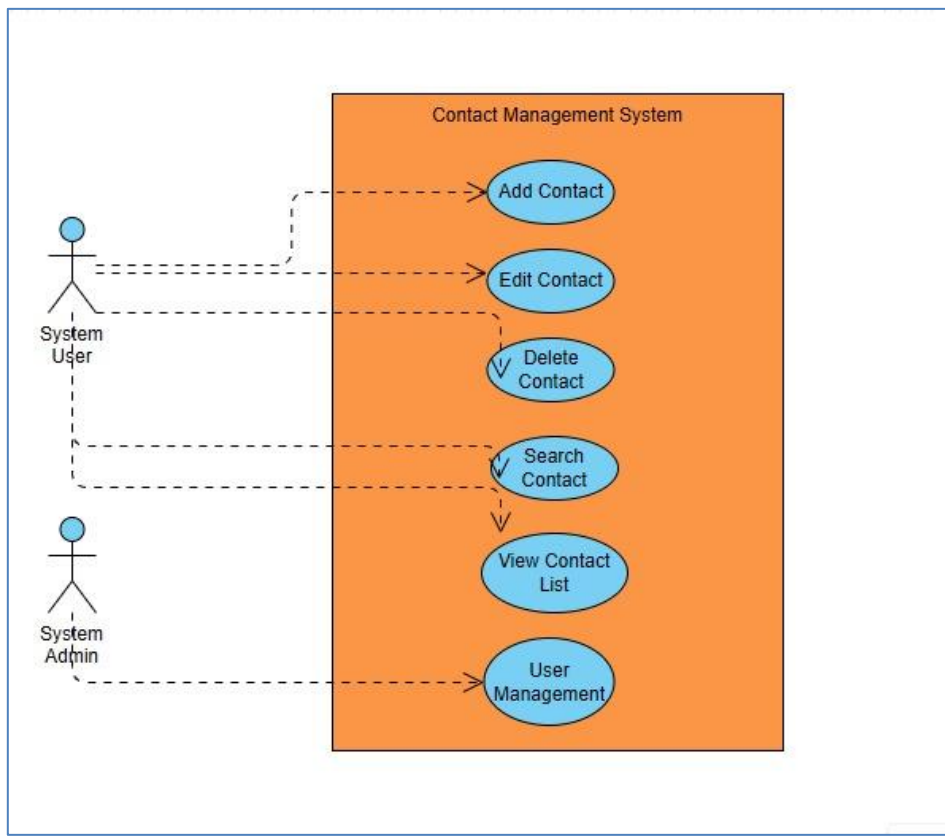 Contact Management System
Add Contact
Edit Contact
Delete
Contact
Search
Contact
View Contact
List
User
Management
System
User
System
Admin